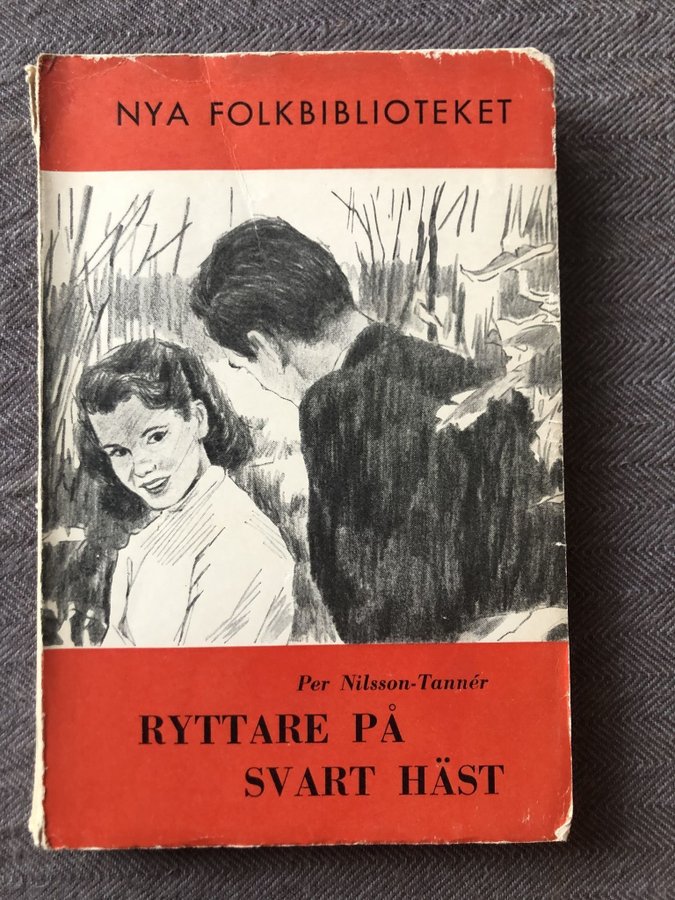 NYA FOLKBIBLIOTEKET
Per Nilsson-Tannér
RYTTARE PÅ
SVART HÄST